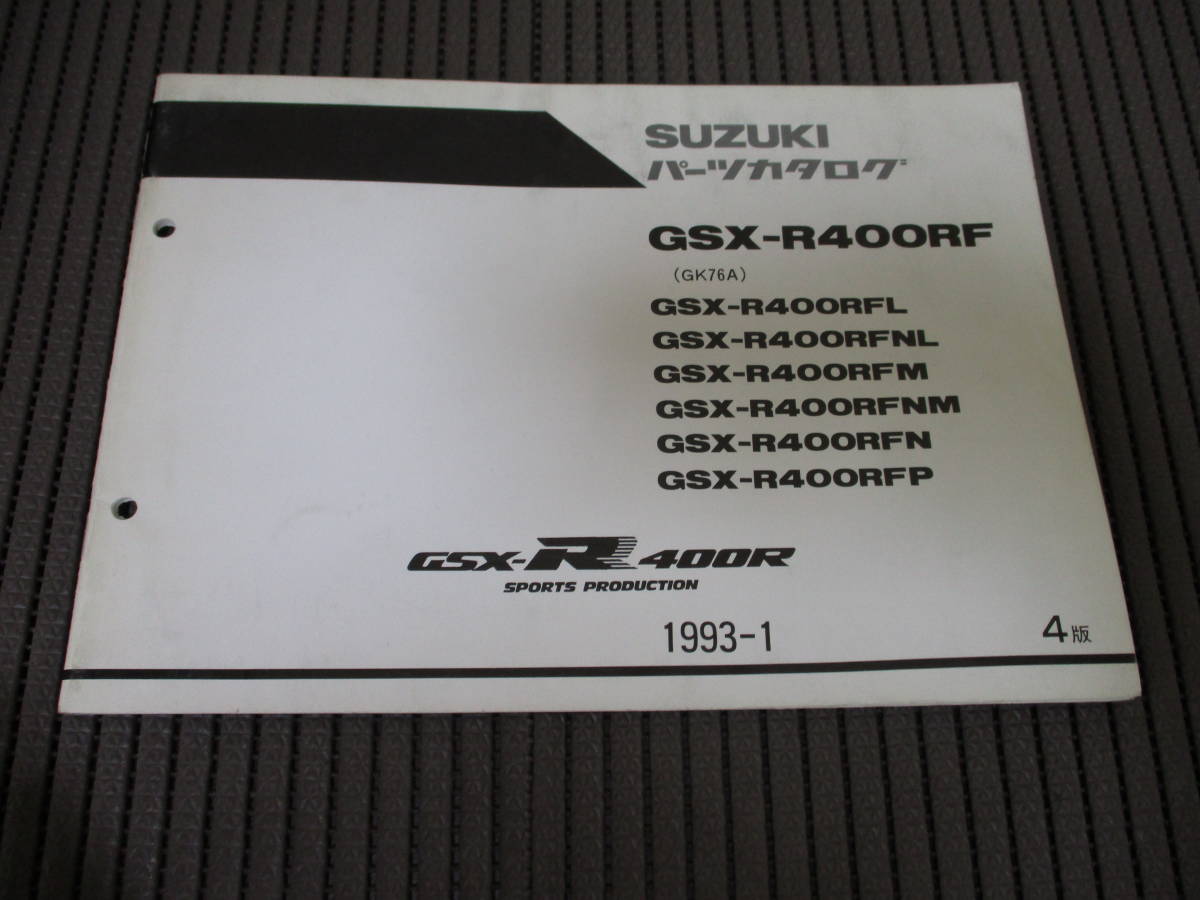 SUZUKI
パーツカタログ
GSX-R400RF
(GK76A)
GSX-R400RFL
GSX-R400RFNL
GSX-R400RFM
GSX-R400RFNM
GSX-R400RFN
GSX-R400RFP
GSX-R400R
SPORTS PRODUCTION
1993-1
4版